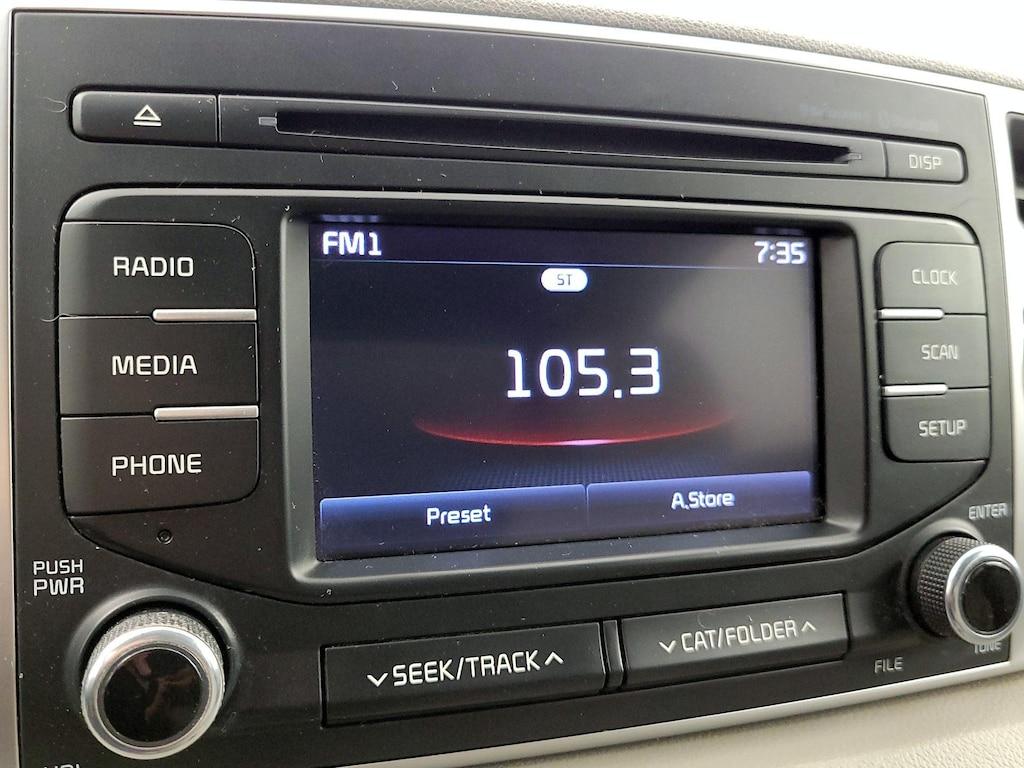 DISP
RADIO
MEDIA
PHONE
FM1
7:35
ST
105.3
Preset
A.Store
CLOCK
SCAN
SETUP
PUSH
PWR
SEEK/TRACK
CAT/FOLDER
ENTER
FILE
TUNE